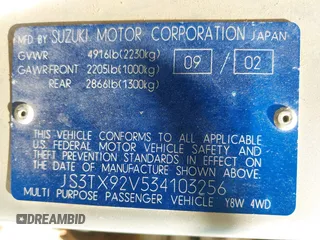 MFD BY SUZUKI MOTOR CORPORATION JAPAN
GVWR 4916lb(2230kg)
GAWRFRONT 2205lb(1000kg) 09 / 02
REAR 2866lb(1300kg)
THIS VEHICLE CONFORMS TO ALL APPLICABLE
U.S. FEDERAL MOTOR VEHICLE SAFETY AND
THEFT PREVENTION STANDARDS IN EFFECT
ON THE DATE OF MANUFACTURE SHOWN ABOVE.
JS3TX92V534103256
MULTI PURPOSE PASSENGER VEHICLE Y8W 4WD
DREAMBID